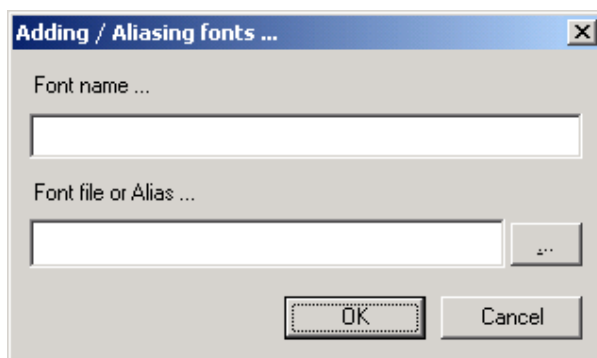 Adding / Aliasing fonts ...
Font name ...
Font file or Alias ...
...
OK Cancel